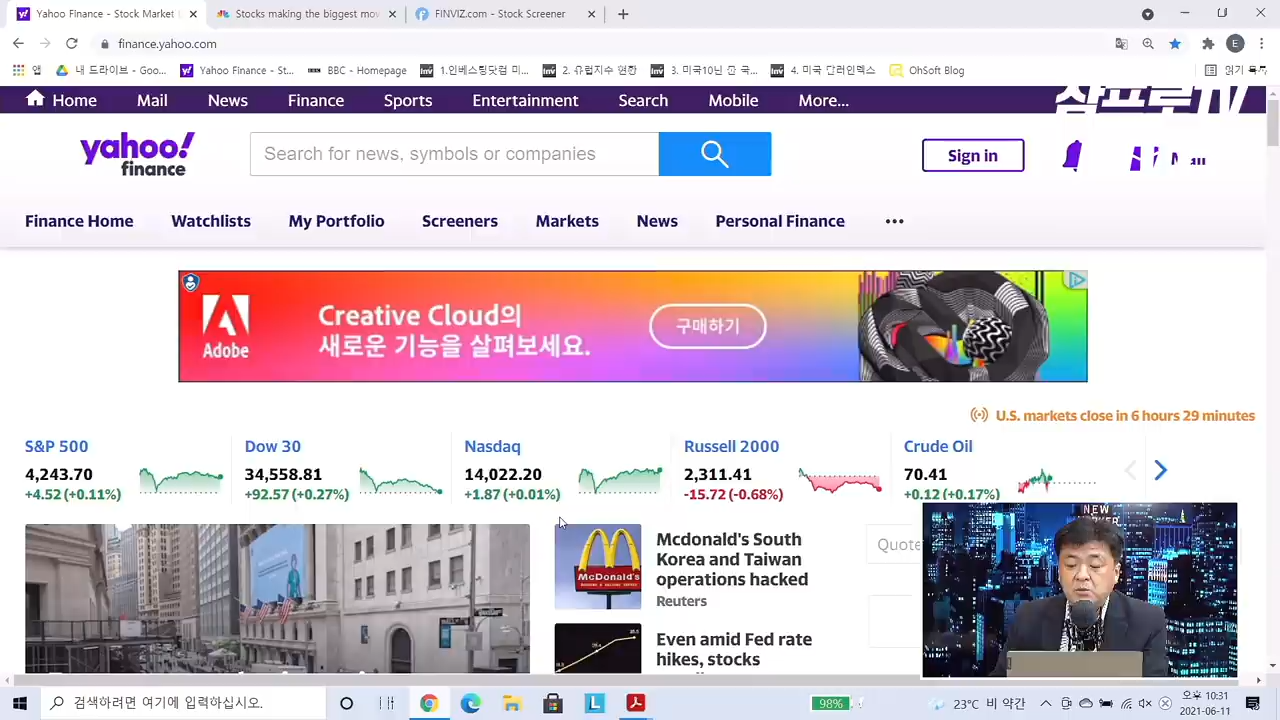 Yahoo Finance - Stock Market
Stocks making the biggest mov
FINVIZ.com - Stock Screener
finance.yahoo.com
E
앱
내 드라이브 - Goo...
Yahoo Finance - St...
BBC - Homepage
1.인베스팅닷컴 미...
2. 유럽지수 현황
3. 미국10년 한 국...
4. 미국 달러인덱스
OhSoft Blog
Home
Mail
News
Finance
Sports
Entertainment
Search
Mobile
More...
삼프로TV
yahoo!
finance
Search for news, symbols or companies
Sign in
Finance Home
Watchlists
My Portfolio
Screeners
Markets
News
Personal Finance
Adobe
Creative Cloud의
새로운 기능을 살펴보세요.
구매하기
U.S. markets close in 6 hours 29 minutes
S&P 500
4,243.70
+4.52 (+0.11%)
Dow 30
34,558.81
+92.57 (+0.27%)
Nasdaq
14,022.20
+1.87 (+0.01%)
Russell 2000
2,311.41
-15.72 (-0.68%)
Crude Oil
70.41
+0.12 (+0.17%)
McDonald's
Mcdonald's South
Korea and Taiwan
operations hacked
Reuters
Even amid Fed rate
hikes, stocks
Quote
NEW
검색하려면 여기에 입력하십시오.
98%
23°C 비 약간
오후 10:31
2021-06-11